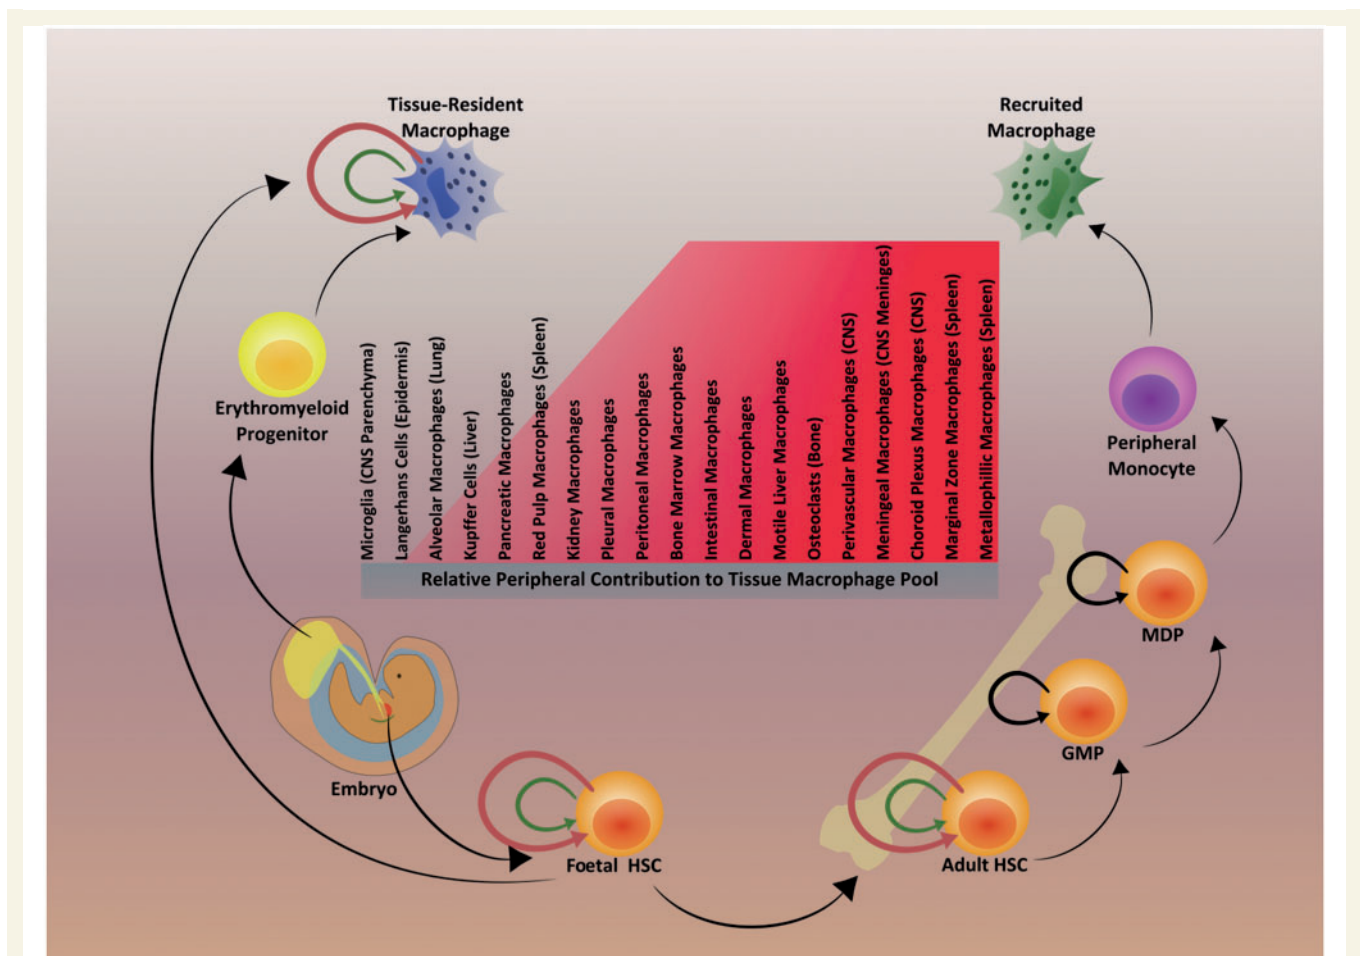 Tissue-Resident
Macrophage
Recruited
Macrophage
Erythromyeloid
Progenitor
Peripheral
Monocyte
Microglia (CNS Parenchyma)
Langerhans Cells (Epidermis)
Alveolar Macrophages (Lung)
Kupffer Cells (Liver)
Pancreatic Macrophages
Red Pulp Macrophages (Spleen)
Kidney Macrophages
Pleural Macrophages
Peritoneal Macrophages
Bone Marrow Macrophages
Intestinal Macrophages
Dermal Macrophages
Motile Liver Macrophages
Osteoclasts (Bone)
Perivascular Macrophages (CNS)
Meningeal Macrophages (CNS Meninges)
Choroid Plexus Macrophages (CNS)
Marginal Zone Macrophages (Spleen)
Metallophillic Macrophages (Spleen)
Relative Peripheral Contribution to Tissue Macrophage Pool
MDP
GMP
Embryo
Foetal HSC
Adult HSC